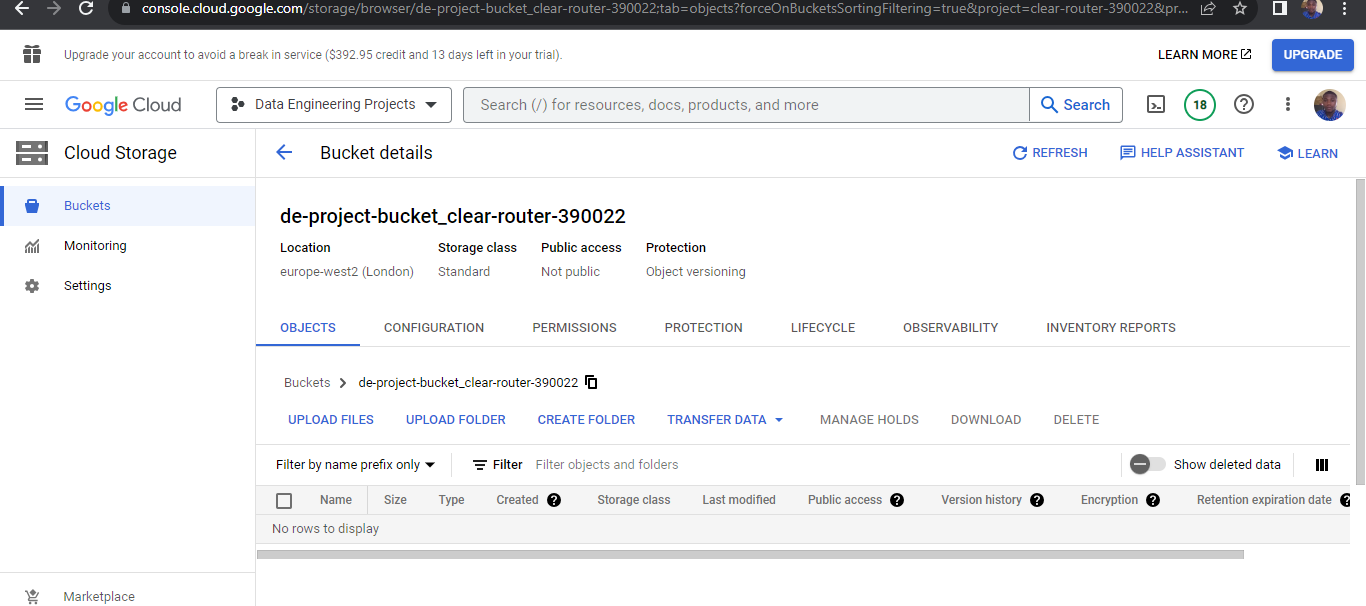 console.cloud.google.com/storage/browser/de-project-bucket_clear-router-390022;tab=objects?forceOnBucketsSortingFiltering=true&project=clear-router-390022&pr...
Upgrade your account to avoid a break in service ($392.95 credit and 13 days left in your trial). LEARN MORE UPGRADE
Google Cloud Data Engineering Projects Search (/) for resources, docs, products, and more Search 18
Cloud Storage Bucket details REFRESH HELP ASSISTANT LEARN
Buckets
Monitoring
Settings
Marketplace
de-project-bucket_clear-router-390022
Location Storage class Public access Protection
europe-west2 (London) Standard Not public Object versioning
OBJECTS CONFIGURATION PERMISSIONS PROTECTION LIFECYCLE OBSERVABILITY INVENTORY REPORTS
Buckets > de-project-bucket_clear-router-390022
UPLOAD FILES UPLOAD FOLDER CREATE FOLDER TRANSFER DATA MANAGE HOLDS DOWNLOAD DELETE
Filter by name prefix only Filter Filter objects and folders Show deleted data
Name Size Type Created Storage class Last modified Public access Version history Encryption Retention expiration date
No rows to display